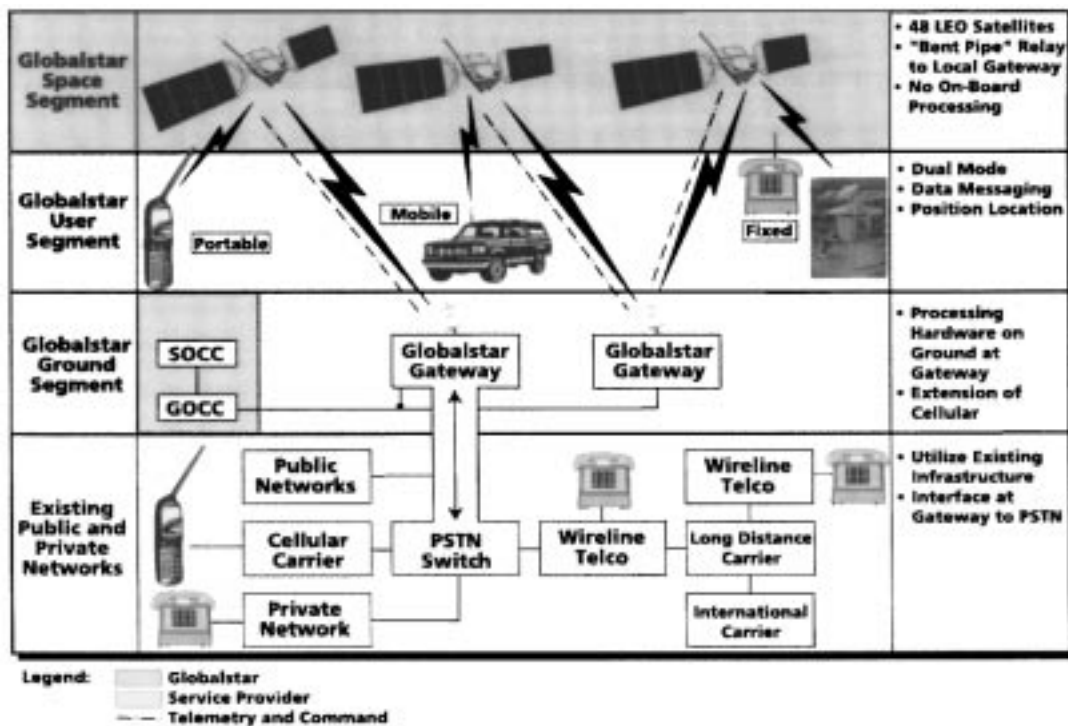 Globalstar
Space
Segment
• 48 LEO Satellites
• "Bent Pipe" Relay
to Local Gateway
• No On-Board
Processing
Globalstar
User
Segment
Portable
Mobile
Fixed
• Dual Mode
• Data Messaging
• Position Location
Globalstar
Ground
Segment
SOCC
GOCC
Globalstar
Gateway
Globalstar
Gateway
• Processing
Hardware on
Ground at
Gateway
• Extension of
Cellular
Existing
Public and
Private
Networks
Public
Networks
Cellular
Carrier
Private
Network
PSTN
Switch
Wireline
Telco
Wireline
Telco
Long Distance
Carrier
International
Carrier
• Utilize Existing
Infrastructure
• Interface at
Gateway to PSTN
Legend:
Globalstar
Service Provider
Telemetry and Command